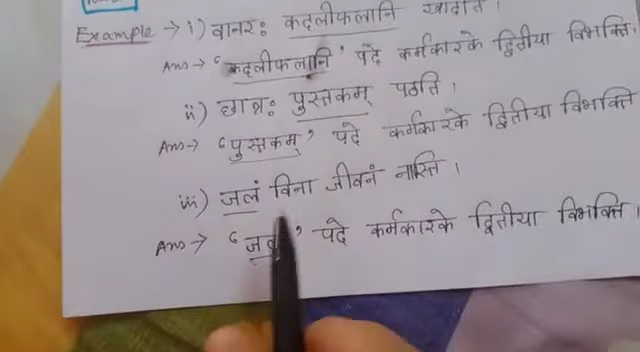 Example → i) वानरः कदलीफलानि खादति ।
Ans → ‘कदलीफलानि’ पदे कर्मकारके द्वितीया विभक्ति।
ii) छात्रः पुस्तकम् पठति ।
Ans → ‘पुस्तकम्’ पदे कर्मकारके द्वितीया विभक्ति
iii) जलं विना जीवनं नास्ति ।
Ans → ‘ ’ पदे कर्मकारके द्वितीया विभक्ति।